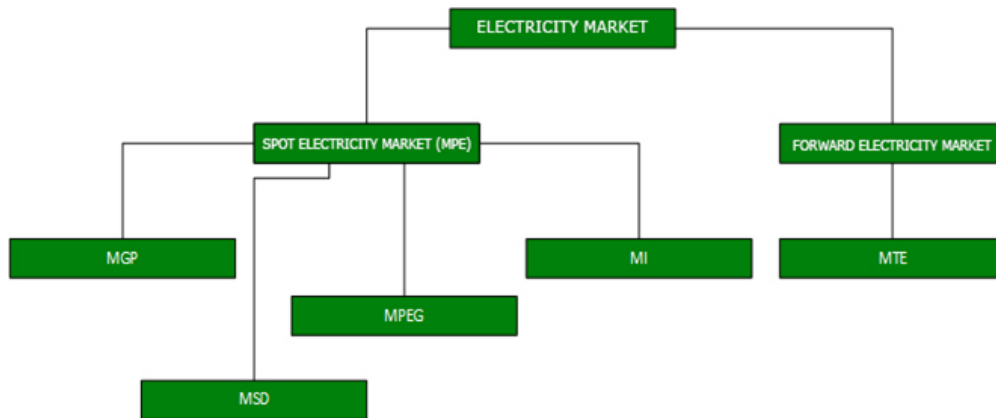 ELECTRICITY MARKET
SPOT ELECTRICITY MARKET (MPE)
FORWARD ELECTRICITY MARKET
MGP
MI
MTE
MPEG
MSD